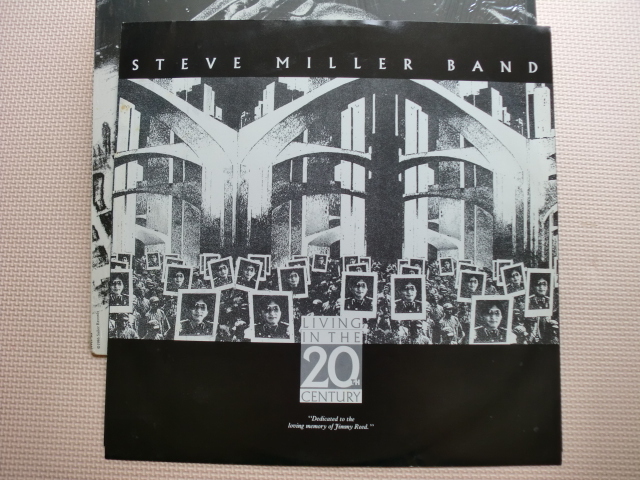 STEVE MILLER BAND
LIVING
IN THE
20TH
CENTURY
"Dedicated to the
loving memory of Jimmy Reed."